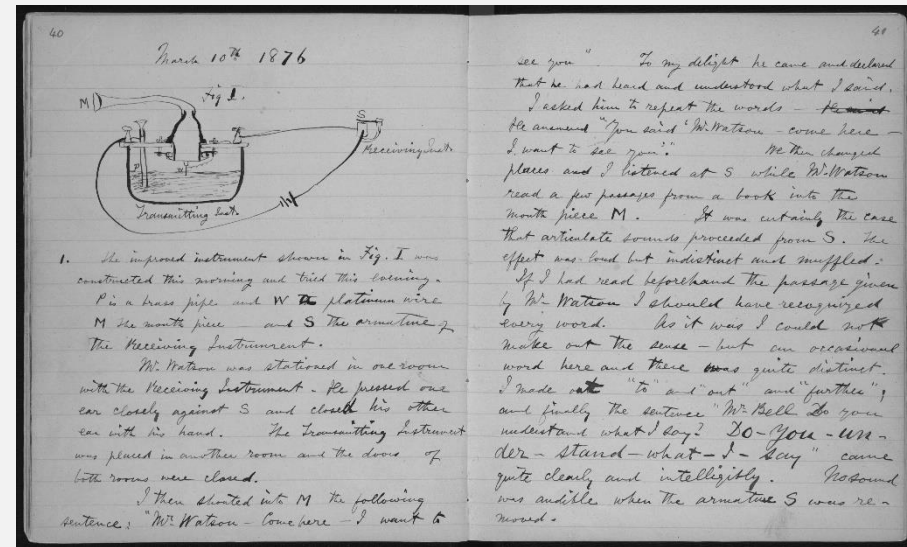 40
March 10th 1876
M
Fig. I.
S
Receiving Inst.
P
W
Transmitting Inst.
1. The improved instrument shown in Fig. I was
constructed this morning and tried this evening.
P is a brass pipe and W the platinum wire
M the mouth piece — and S the armature of
the Receiving Instrument.
Mr. Watson was stationed in one room
with the Receiving Instrument. He pressed one
ear closely against S and closed his other
ear with his hand. The Transmitting Instrument
was placed in another room and the doors of
both rooms were closed.
I then shouted into M the following
sentence: "Mr. Watson — Come here — I want to
41
see you". To my delight he came and declared
that he had heard and understood what I said.
I asked him to repeat the words —
He answered "You said 'Mr. Watson — come here —
I want to see you'." We then changed
places and I listened at S while Mr. Watson
read a few passages from a book into the
mouth piece M. It was certainly the case
that articulate sounds proceeded from S. The
effect was loud but indistinct and muffled.
If I had read beforehand the passage given
by Mr. Watson I should have recognized
every word. As it was I could not
make out the sense — but an occasional
word here and there was quite distinct.
I made out "to" and "out" and "further";
and finally the sentence "Mr. Bell Do you
understand what I say? Do — you — un-
der — stand — what — I — say" came
quite clearly and intelligibly. No sound
was audible when the armature S was re-
moved.